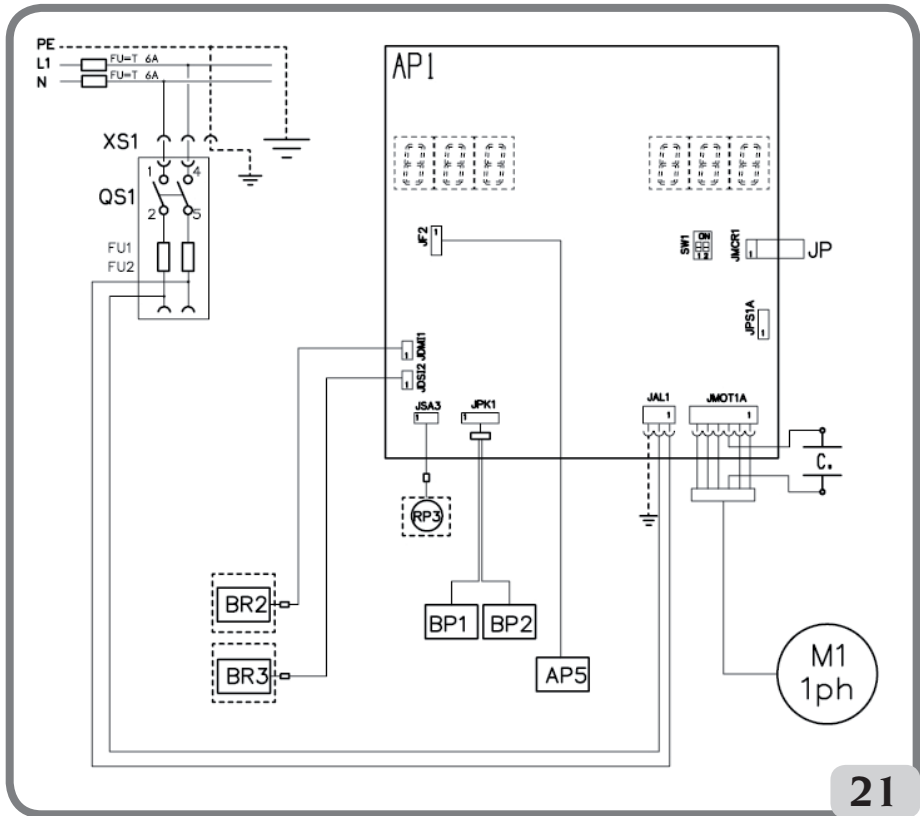 PE
L1 FU=T 6A
N FU=T 6A
XS1
1 4
QS1
2 5
FU1
FU2
AP1
JF2 1
SW1 ON 1 2
JMCR1 1 JP
JPS1A 1
1 JDMI1
1 JDSI2
JSA3 1
JPK1 1
JAL1 1
JMOT1A 1
C.
RP3
BR2
BR3
BP1 BP2
AP5
M1
1ph
21